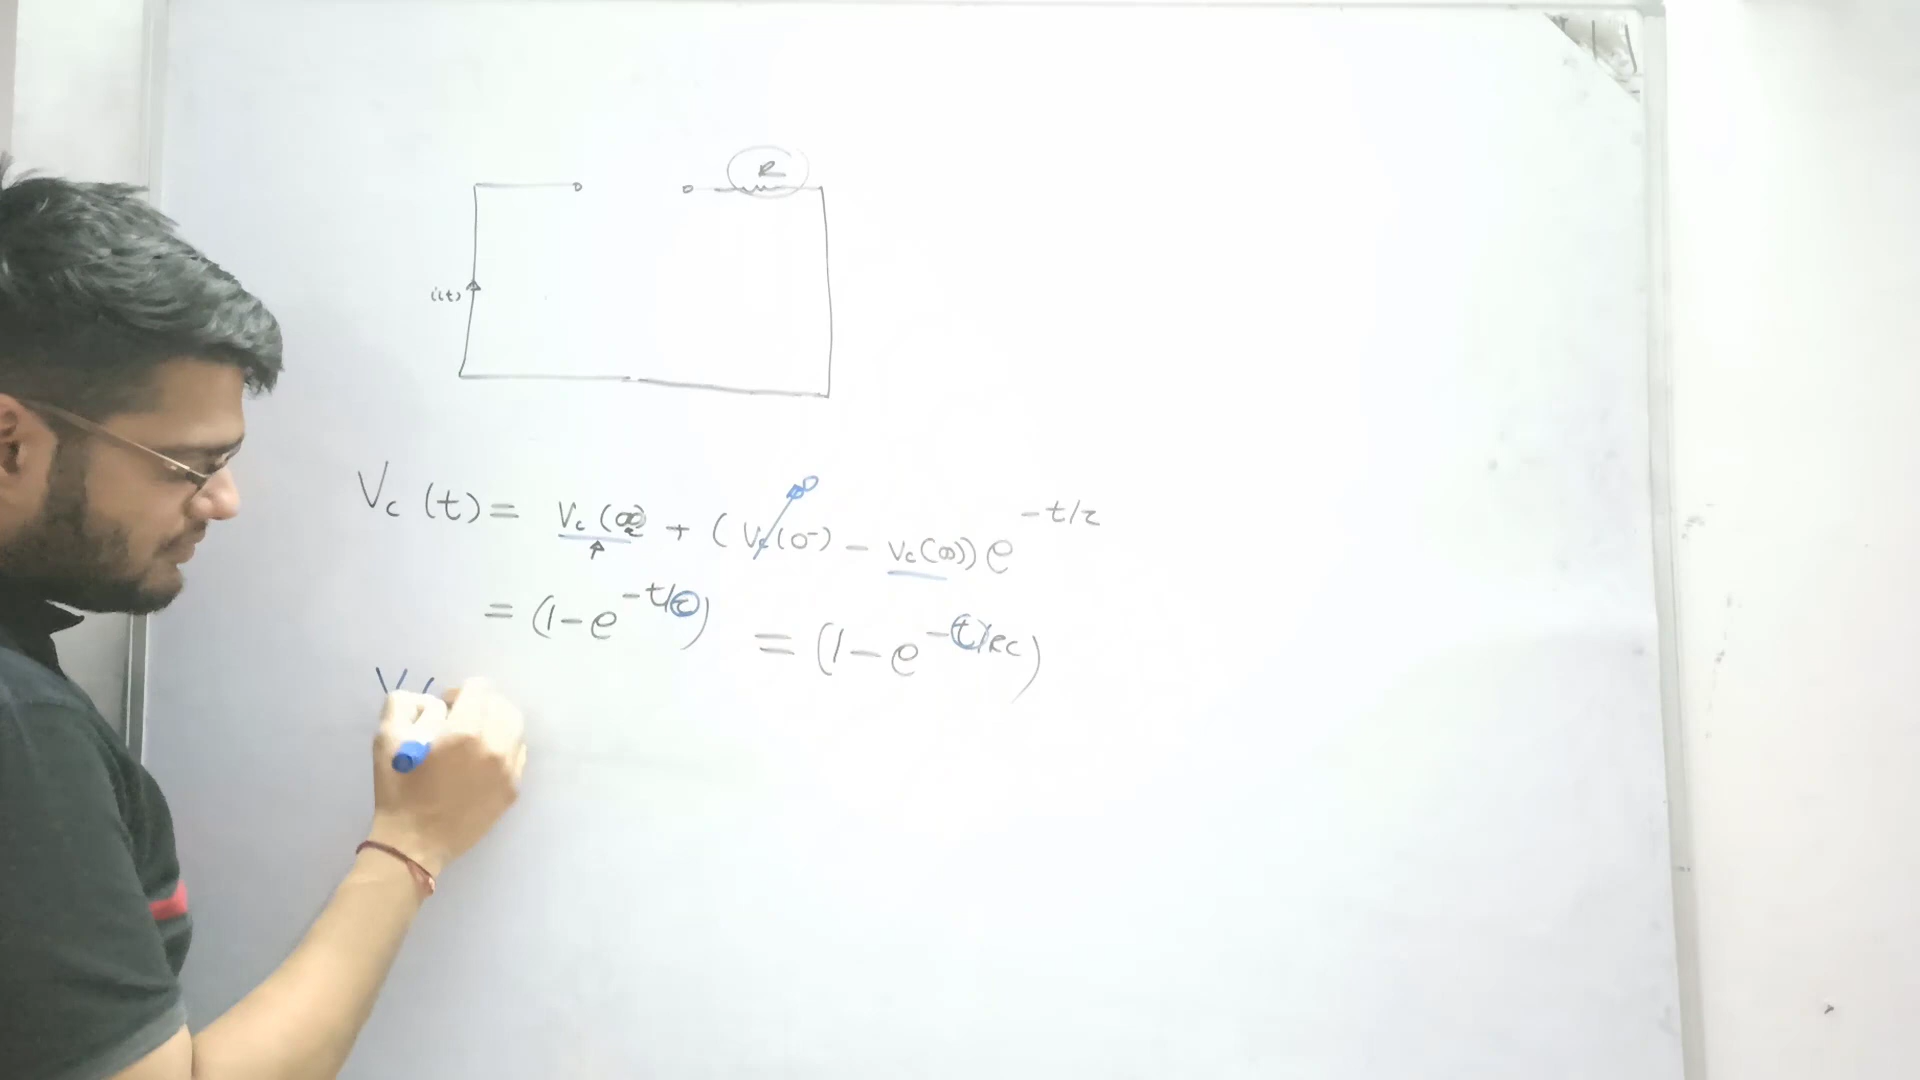 R
i(t)
Vc (t) = Vc (∞) + ( Vc(0⁻) – Vc(∞)) e^-t/τ
= (1-e^-t/τ) = (1-e^-t/RC)
V(